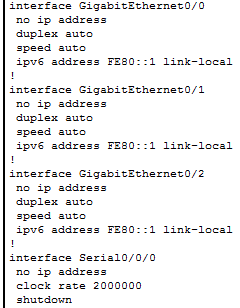 interface GigabitEthernet0/0
 no ip address
 duplex auto
 speed auto
 ipv6 address FE80::1 link-local
!
interface GigabitEthernet0/1
 no ip address
 duplex auto
 speed auto
 ipv6 address FE80::1 link-local
!
interface GigabitEthernet0/2
 no ip address
 duplex auto
 speed auto
 ipv6 address FE80::1 link-local
!
interface Serial0/0/0
 no ip address
 clock rate 2000000
 shutdown